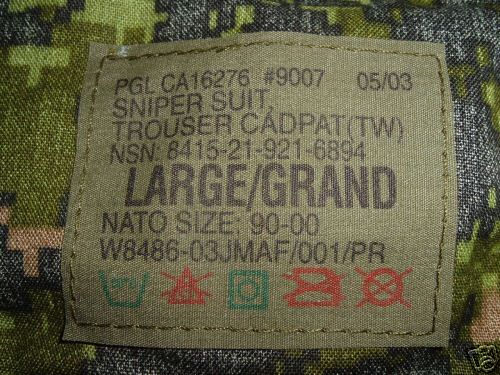 PGL CA16276 #9007 05/03
SNIPER SUIT,
TROUSER CADPAT(TW)
NSN: 8415-21-921-6894
LARGE/GRAND
NATO SIZE: 90-00
W8486-03JMAF/001/PR